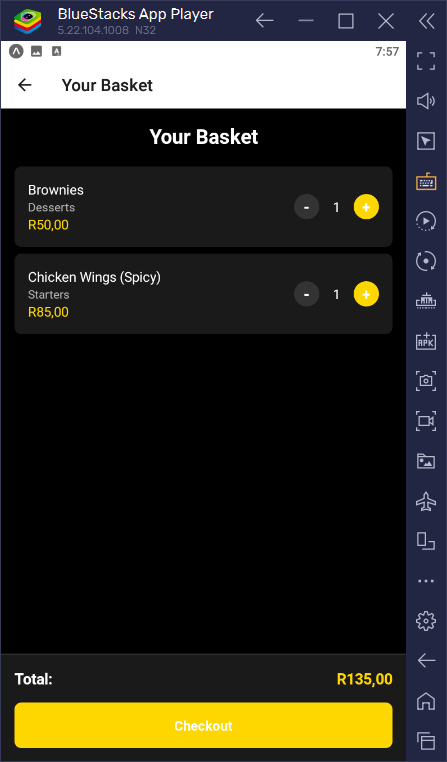 BlueStacks App Player
5.22.104.1008 N32
7:57
Your Basket
Your Basket
Brownies
Desserts
R50,00
- 1 +
Chicken Wings (Spicy)
Starters
R85,00
- 1 +
Total: R135,00
Checkout
APK